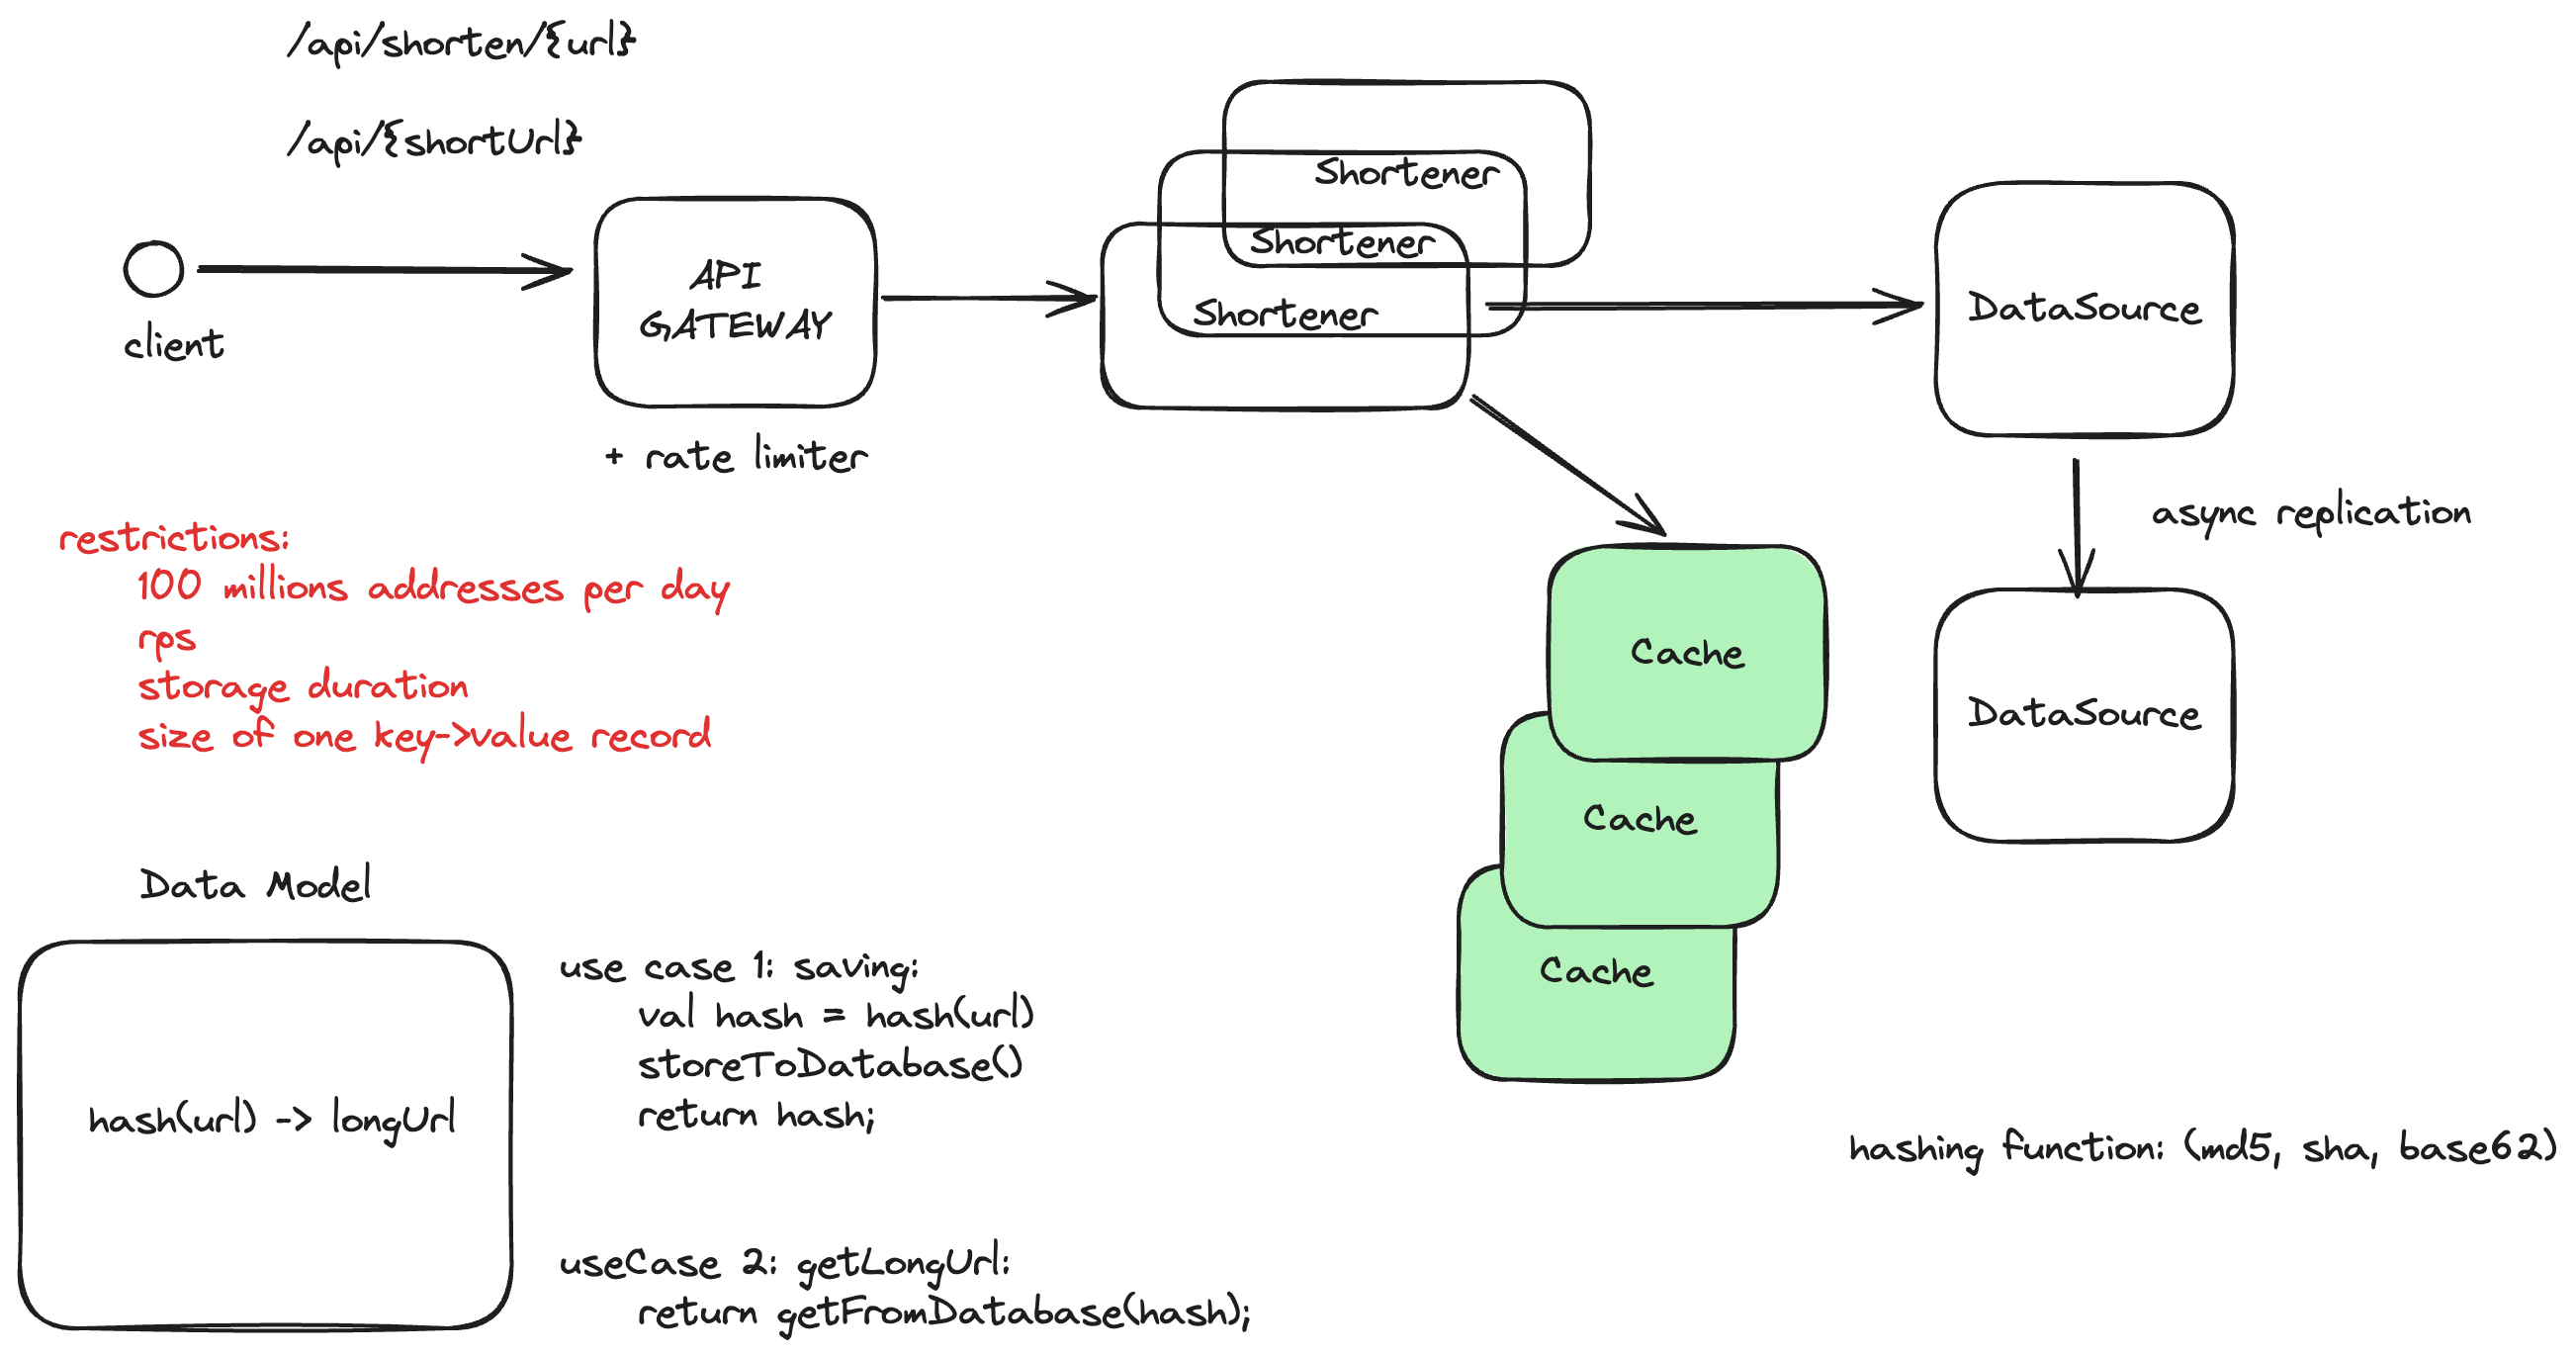 /api/shorten/{url}
/api/{shortUrl}
client
API
GATEWAY
+ rate limiter
Shortener
Shortener
Shortener
DataSource
async replication
DataSource
Cache
Cache
Cache
restrictions:
100 millions addresses per day
rps
storage duration
size of one key->value record
Data Model
hash(url) -> longUrl
use case 1: saving:
val hash = hash(url)
storeToDatabase()
return hash;
useCase 2: getLongUrl:
return getFromDatabase(hash);
hashing function: (md5, sha, base62)